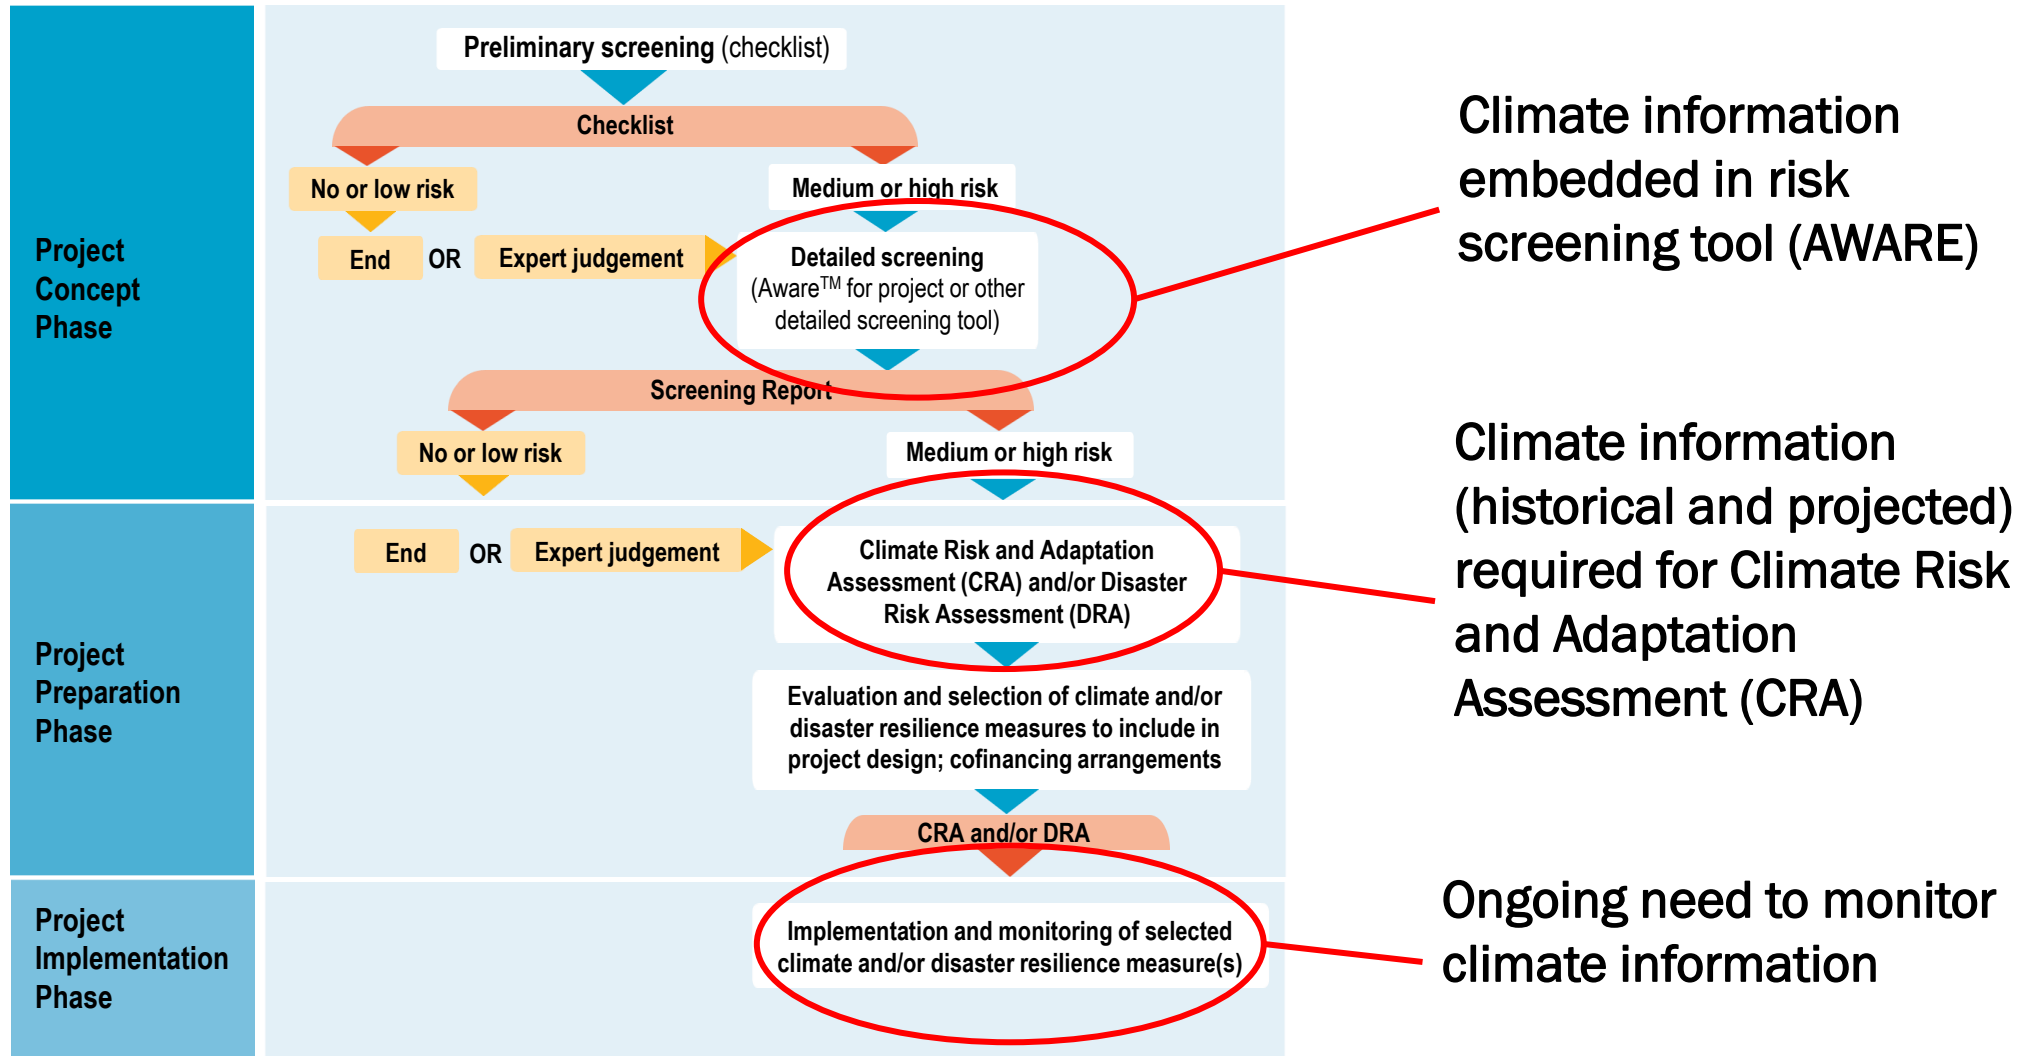 Project
Concept
Phase
Preliminary screening (checklist)
Checklist
No or low risk
Medium or high risk
End
OR
Expert judgement
Detailed screening
(Aware™ for project or other
detailed screening tool)
Screening Report
No or low risk
Medium or high risk
Project
Preparation
Phase
End
OR
Expert judgement
Climate Risk and Adaptation
Assessment (CRA) and/or Disaster
Risk Assessment (DRA)
Evaluation and selection of climate and/or
disaster resilience measures to include in
project design; cofinancing arrangements
CRA and/or DRA
Project
Implementation
Phase
Implementation and monitoring of selected
climate and/or disaster resilience measure(s)
Climate information
embedded in risk
screening tool (AWARE)
Climate information
(historical and projected)
required for Climate Risk
and Adaptation
Assessment (CRA)
Ongoing need to monitor
climate information